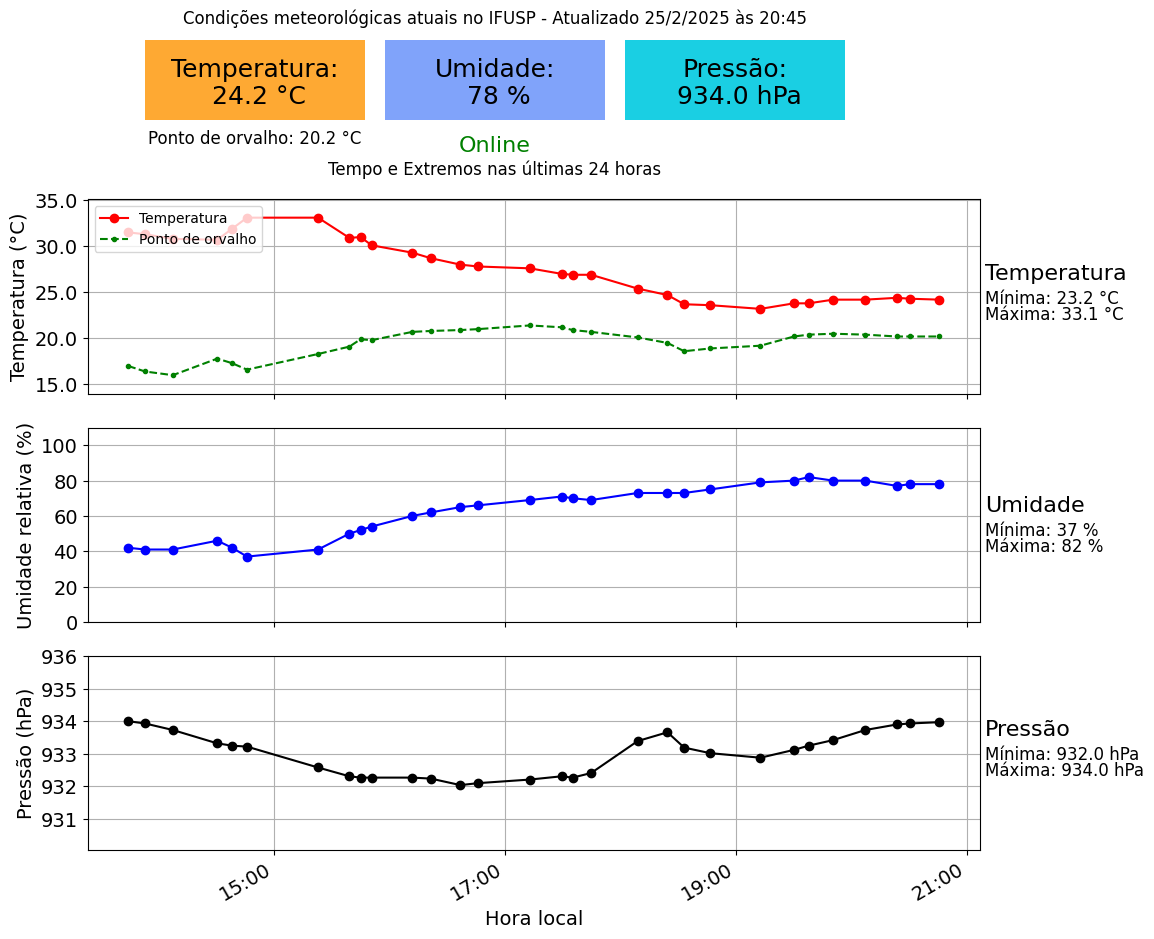 Condições meteorológicas atuais no IFUSP - Atualizado 25/2/2025 às 20:45
Temperatura:
24.2 °C
Umidade:
78 %
Pressão:
934.0 hPa
Ponto de orvalho: 20.2 °C
Online
Tempo e Extremos nas últimas 24 horas
Temperatura (°C)
35.0
30.0
25.0
20.0
15.0
Temperatura
Ponto de orvalho
Temperatura
Mínima: 23.2 °C
Máxima: 33.1 °C
Umidade relativa (%)
100
80
60
40
20
0
Umidade
Mínima: 37 %
Máxima: 82 %
Pressão (hPa)
936
935
934
933
932
931
Pressão
Mínima: 932.0 hPa
Máxima: 934.0 hPa
15:00
17:00
19:00
21:00
Hora local